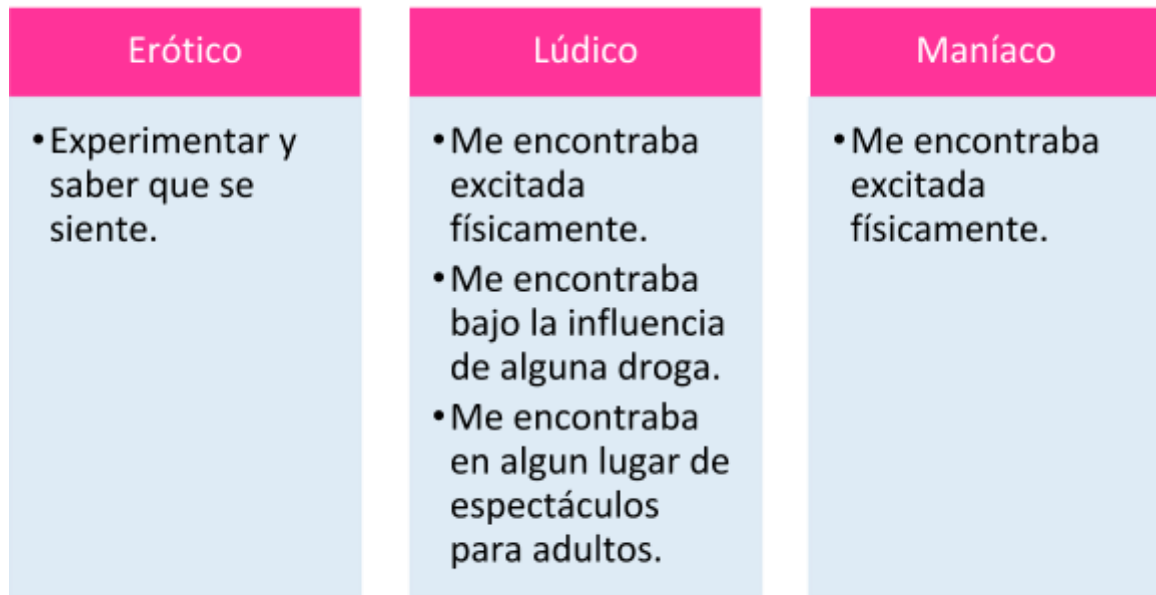 Erótico
•Experimentar y
saber que se
siente.
Lúdico
•Me encontraba
excitada
físicamente.
•Me encontraba
bajo la influencia
de alguna droga.
•Me encontraba
en algun lugar de
espectáculos
para adultos.
Maníaco
•Me encontraba
excitada
físicamente.